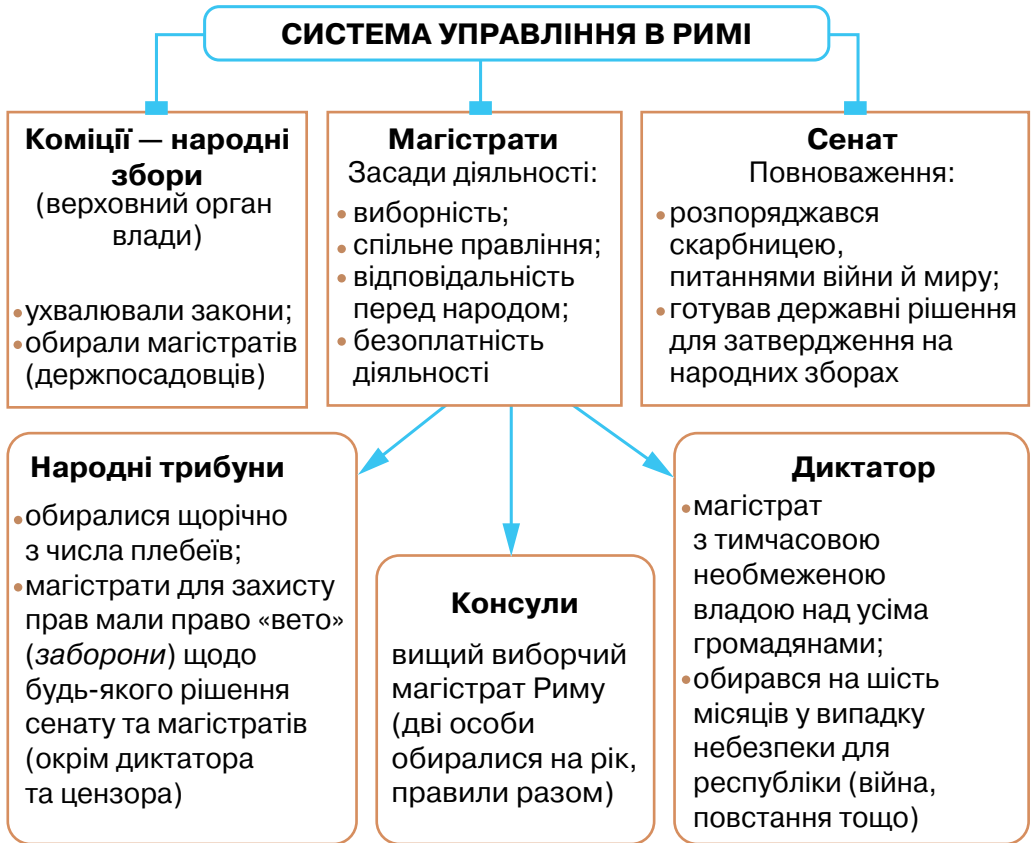 СИСТЕМА УПРАВЛІННЯ В РИМІ
Коміції — народні
збори
(верховний орган
влади)
•ухвалювали закони;
•обирали магістратів
(держпосадовців)
Магістрати
Засади діяльності:
• виборність;
• спільне правління;
• відповідальність
перед народом;
• безоплатність
діяльності
Сенат
Повноваження:
•розпоряджався
скарбницею,
питаннями війни й миру;
•готував державні рішення
для затвердження на
народних зборах
Народні трибуни
•обиралися щорічно
з числа плебеїв;
•магістрати для захисту
прав мали право «вето»
(заборони) щодо
будь-якого рішення
сенату та магістратів
(окрім диктатора
та цензора)
Консули
вищий виборчий
магістрат Риму
(дві особи
обиралися на рік,
правили разом)
Диктатор
•магістрат
з тимчасовою
необмеженою
владою над усіма
громадянами;
•обирався на шість
місяців у випадку
небезпеки для
республіки (війна,
повстання тощо)